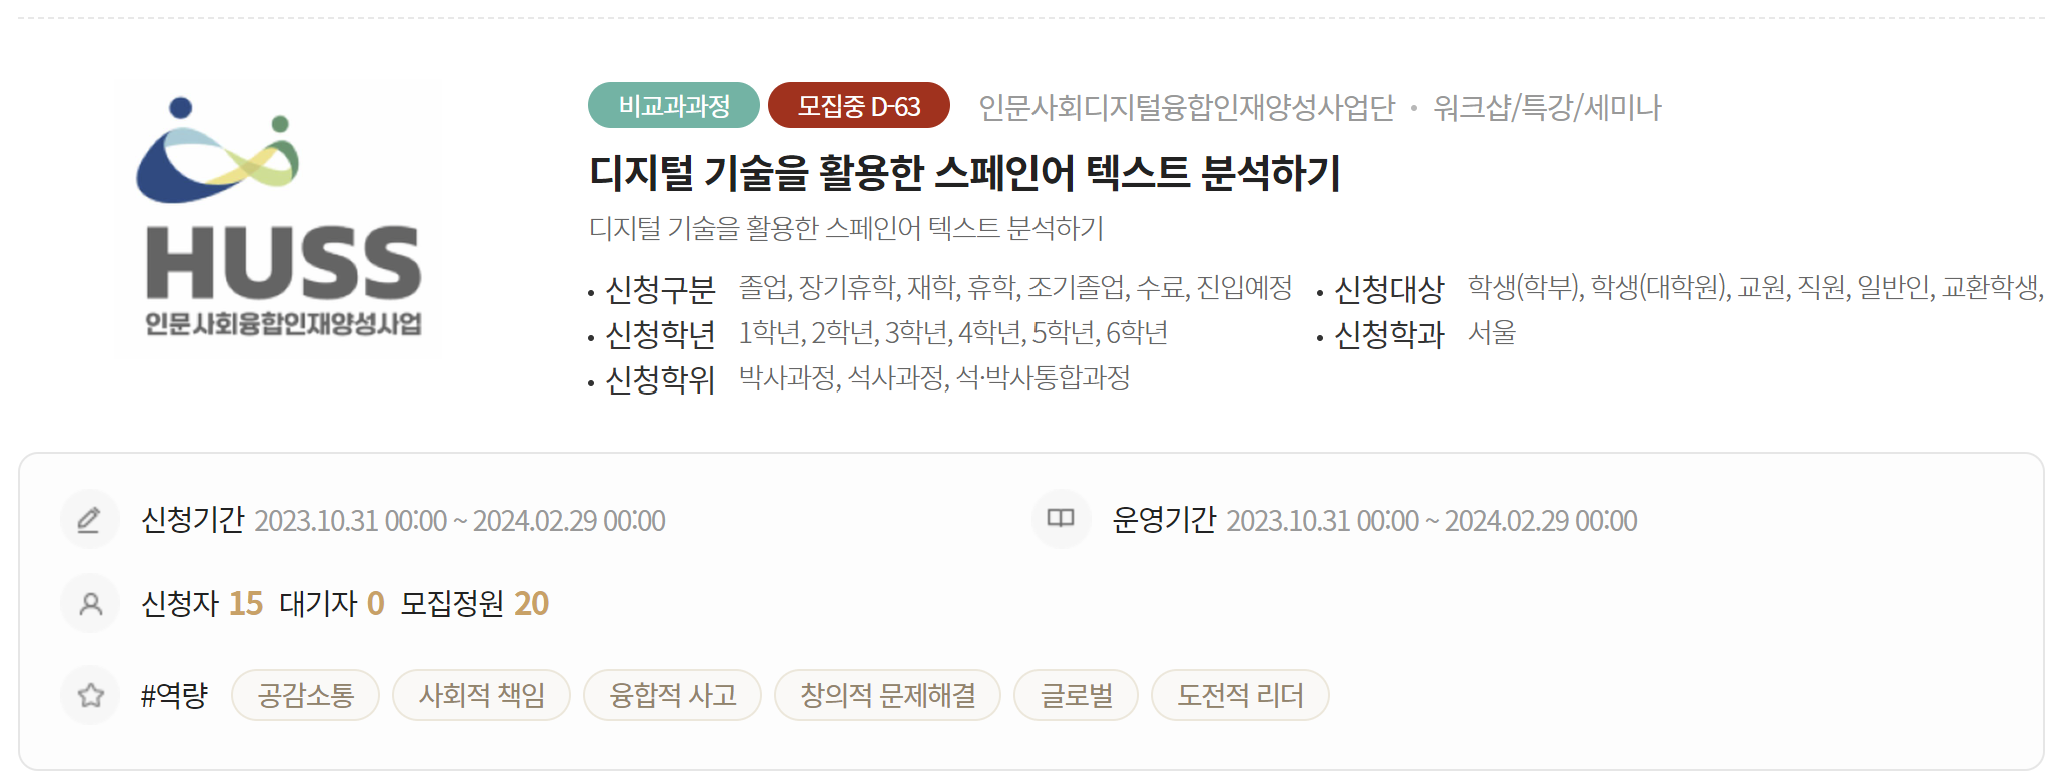 HUSS
인문사회융합인재양성사업
비교과과정 모집중 D-63 인문사회디지털융합인재양성사업단 • 워크샵/특강/세미나
디지털 기술을 활용한 스페인어 텍스트 분석하기
디지털 기술을 활용한 스페인어 텍스트 분석하기
• 신청구분 졸업, 장기휴학, 재학, 휴학, 조기졸업, 수료, 진입예정 • 신청대상 학생(학부), 학생(대학원), 교원, 직원, 일반인, 교환학생,
• 신청학년 1학년, 2학년, 3학년, 4학년, 5학년, 6학년 • 신청학과 서울
• 신청학위 박사과정, 석사과정, 석·박사통합과정
신청기간 2023.10.31 00:00 ~ 2024.02.29 00:00 운영기간 2023.10.31 00:00 ~ 2024.02.29 00:00
신청자 15 대기자 0 모집정원 20
#역량 공감소통 사회적 책임 융합적 사고 창의적 문제해결 글로벌 도전적 리더